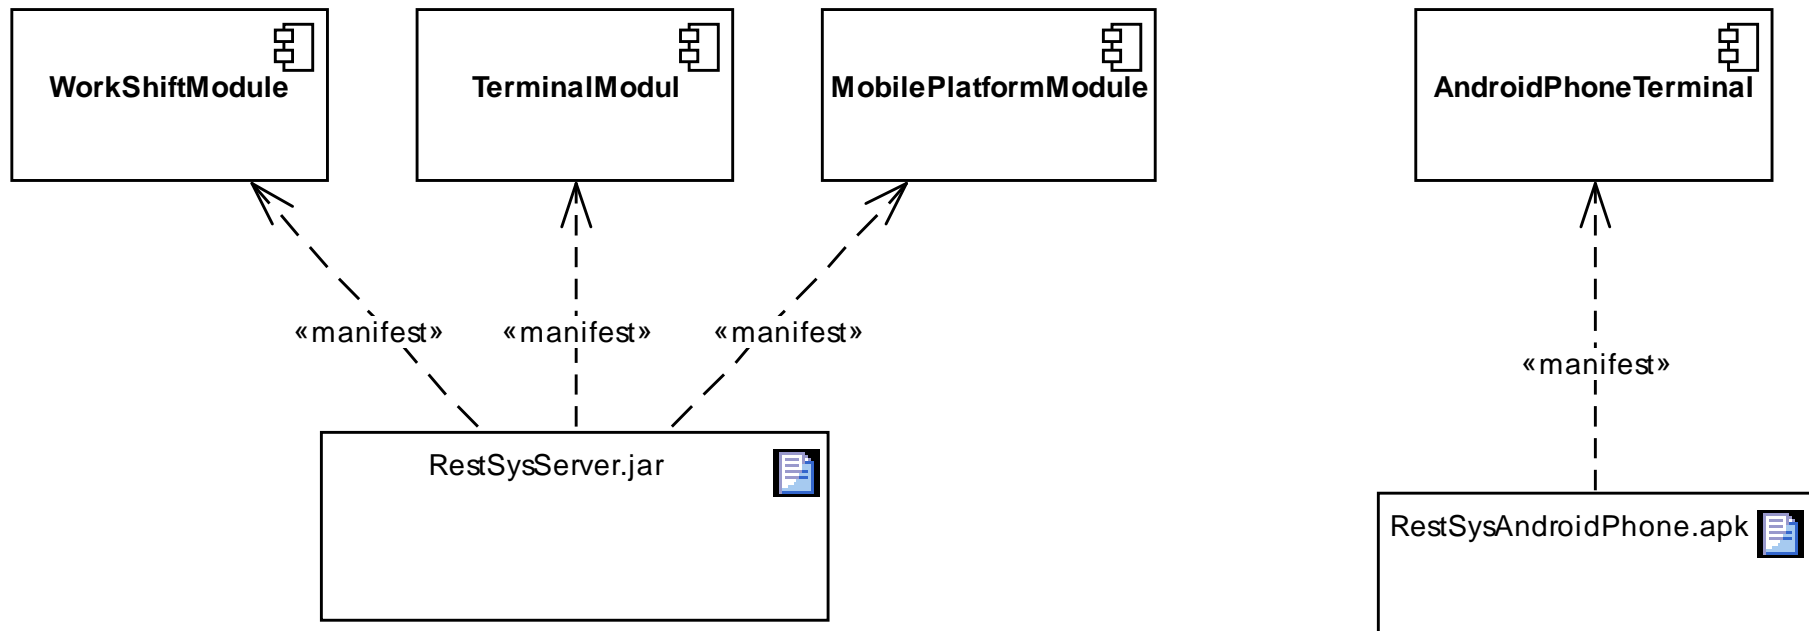 WorkShiftModule
TerminalModul
MobilePlatformModule
AndroidPhoneTerminal
«manifest»
«manifest»
«manifest»
«manifest»
RestSysServer.jar
RestSysAndroidPhone.apk